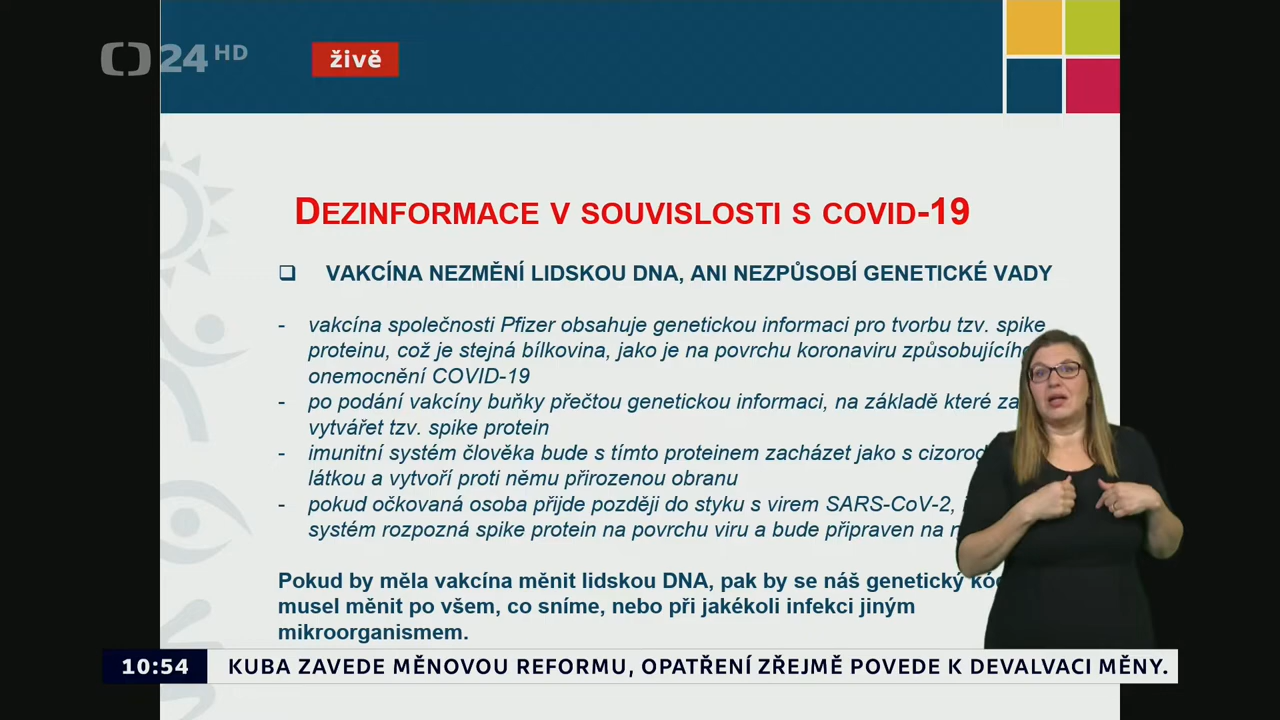 24 HD
živě
DEZINFORMACE V SOUVISLOSTI S COVID-19
VAKCÍNA NEZMĚNÍ LIDSKOU DNA, ANI NEZPŮSOBÍ GENETICKÉ VADY
- vakcína společnosti Pfizer obsahuje genetickou informaci pro tvorbu tzv. spike
proteinu, což je stejná bílkovina, jako je na povrchu koronaviru způsobujícího
onemocnění COVID-19
- po podání vakcíny buňky přečtou genetickou informaci, na základě které
vytvářet tzv. spike protein
- imunitní systém člověka bude s tímto proteinem zacházet jako s
látkou a vytvoří proti němu přirozenou obranu
- pokud očkovaná osoba přijde později do styku s virem SARS-CoV-2,
systém rozpozná spike protein na povrchu viru a bude připraven na
Pokud by měla vakcína měnit lidskou DNA, pak by se náš genetický
musel měnit po všem, co sníme, nebo při jakékoli infekci jiným
mikroorganismem.
10:54 KUBA ZAVEDE MĚNOVOU REFORMU, OPATŘENÍ ZŘEJMĚ POVEDE K DEVALVACI MĚNY.